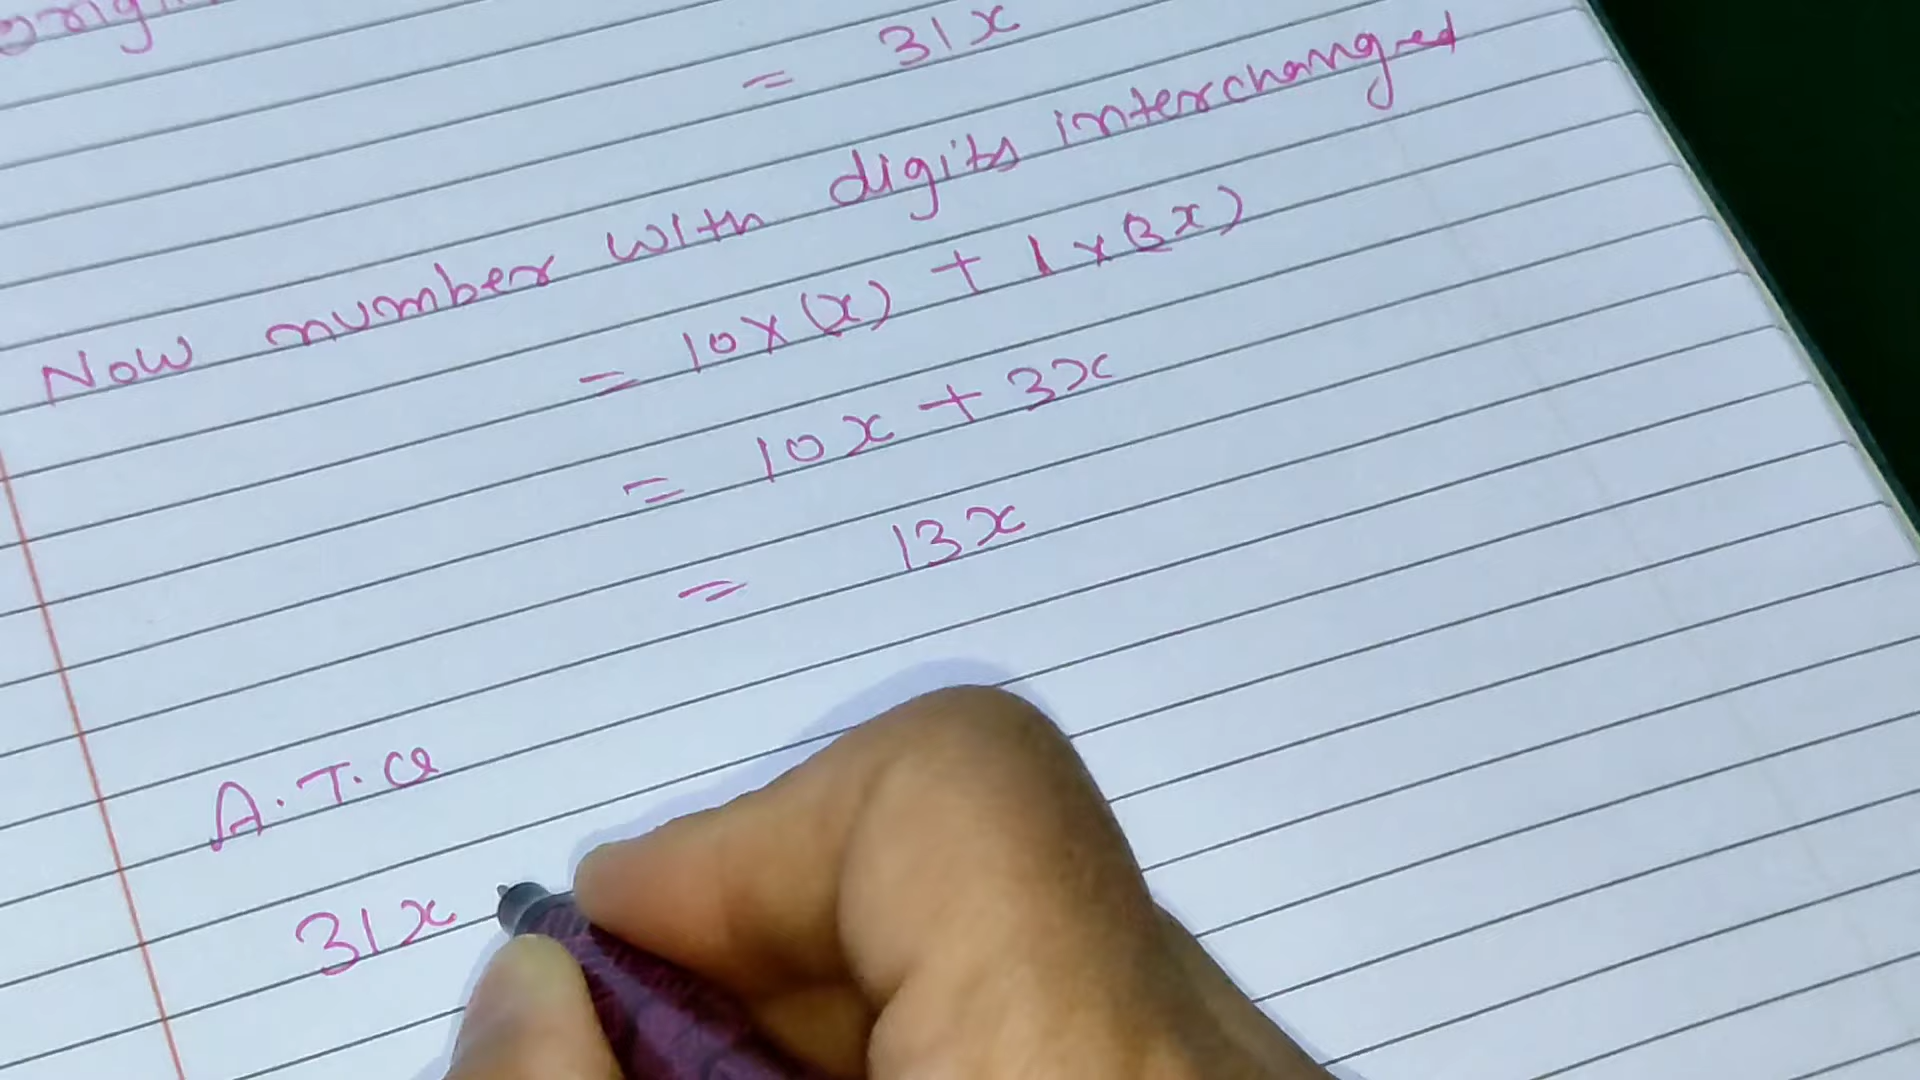 = 31x
Now number with digits interchanged
= 10×(x) + 1×(3x)
= 10x + 3x
= 13x
A.T.Q
31x